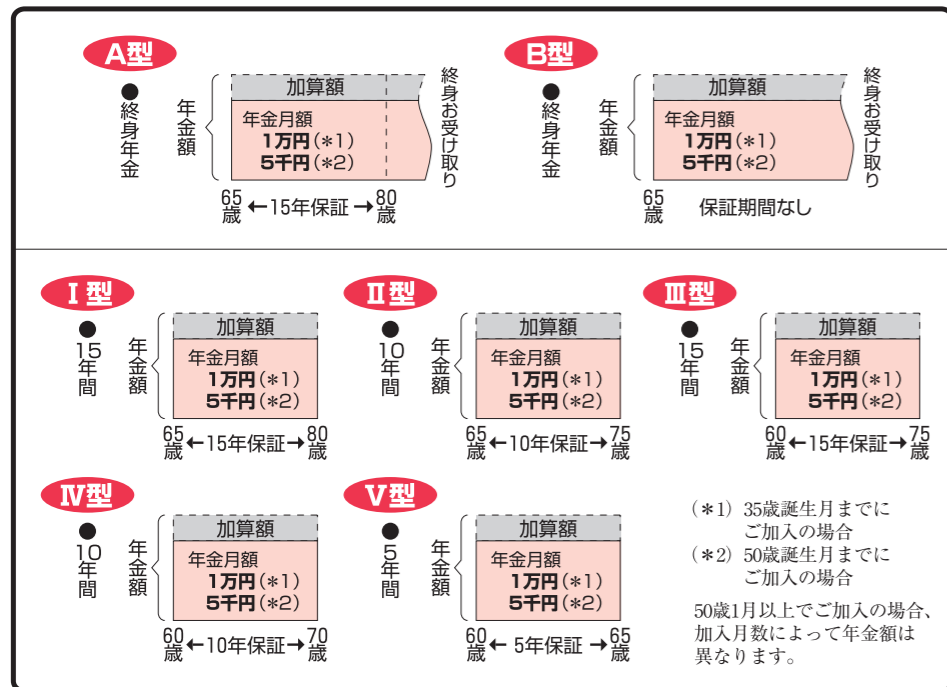 A型
●終身年金
年金額
加算額
年金月額
1万円(*1)
5千円(*2)
終身お受け取り
65歳 ←15年保証→ 80歳
B型
●終身年金
年金額
加算額
年金月額
1万円(*1)
5千円(*2)
終身お受け取り
65歳 保証期間なし
Ⅰ型
●15年間
年金額
加算額
年金月額
1万円(*1)
5千円(*2)
65歳 ←15年保証→ 80歳
Ⅱ型
●10年間
年金額
加算額
年金月額
1万円(*1)
5千円(*2)
65歳 ←10年保証→ 75歳
Ⅲ型
●15年間
年金額
加算額
年金月額
1万円(*1)
5千円(*2)
60歳 ←15年保証→ 75歳
Ⅳ型
●10年間
年金額
加算額
年金月額
1万円(*1)
5千円(*2)
60歳 ←10年保証→ 70歳
Ⅴ型
●5年間
年金額
加算額
年金月額
1万円(*1)
5千円(*2)
60歳 ← 5年保証 → 65歳
(*1) 35歳誕生月までに
ご加入の場合
(*2) 50歳誕生月までに
ご加入の場合
50歳1月以上でご加入の場合、
加入月数によって年金額は
異なります。